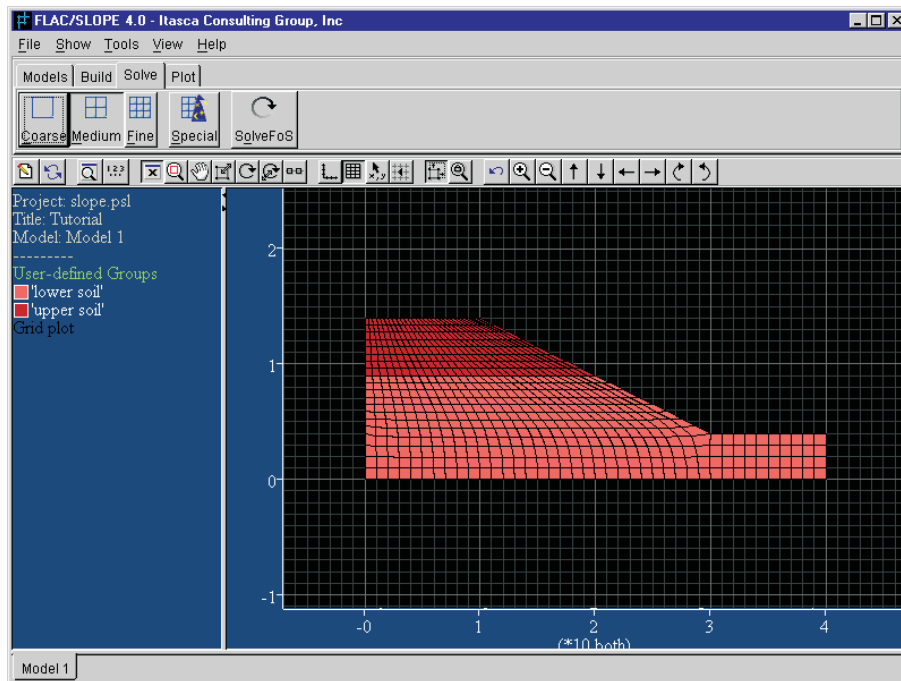 FLAC/SLOPE 4.0 - Itasca Consulting Group, Inc
File Show Tools View Help
Models Build Solve Plot
Coarse Medium Fine Special SolveFoS
123
Project: slope.psl
Title: Tutorial
Model: Model 1
---------
User-defined Groups
'lower soil'
'upper soil'
Grid plot
2
1
0
-1
-0 1 2 3 4
(*10 both)
Model 1